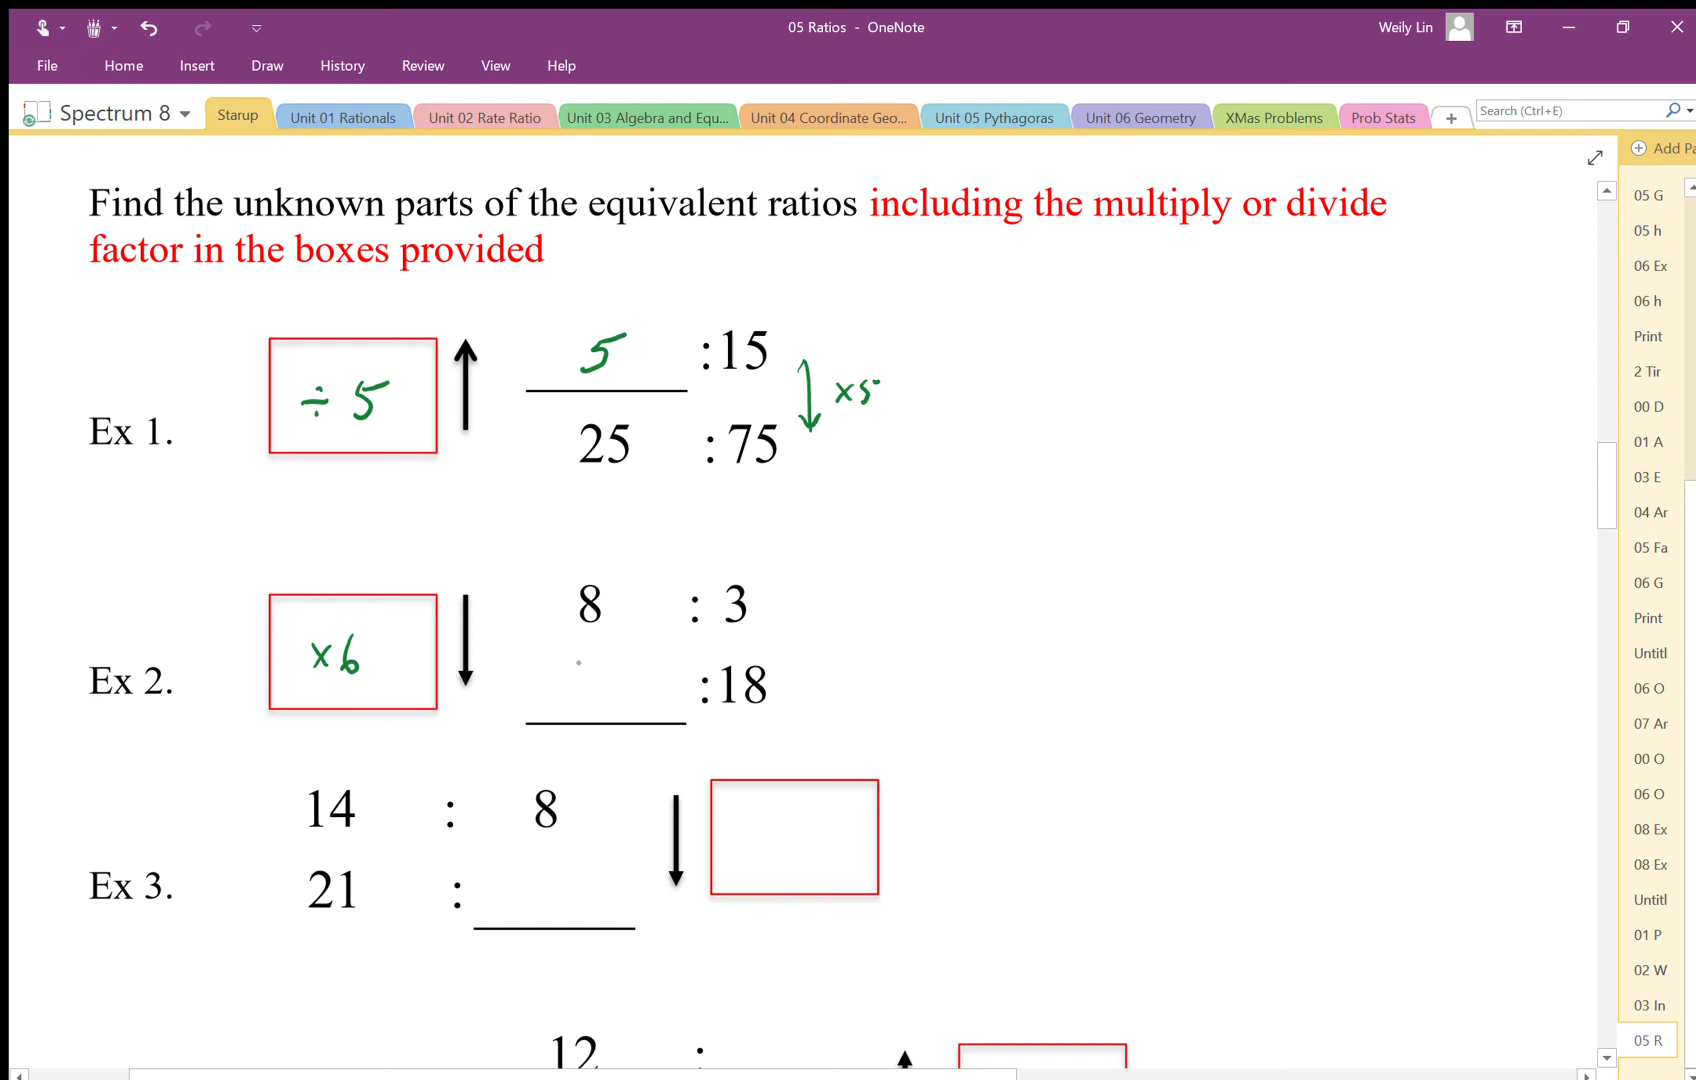 05 Ratios - OneNote
Weily Lin
File Home Insert Draw History Review View Help
Spectrum 8
Starup
Unit 01 Rationals
Unit 02 Rate Ratio
Unit 03 Algebra and Equ...
Unit 04 Coordinate Geo...
Unit 05 Pythagoras
Unit 06 Geometry
XMas Problems
Prob Stats
+
Search (Ctrl+E)
Find the unknown parts of the equivalent ratios including the multiply or divide
factor in the boxes provided
Ex 1.
÷ 5
5 : 15
×5
25 : 75
Ex 2.
×6
8 : 3
: 18
Ex 3.
14 : 8
21 :
12 :
Add Pa
05 G
05 h
06 Ex
06 h
Print
2 Tir
00 D
01 A
03 E
04 Ar
05 Fa
06 G
Print
Untitl
06 O
07 Ar
00 O
06 O
08 Ex
08 Ex
Untitl
01 P
02 W
03 In
05 R